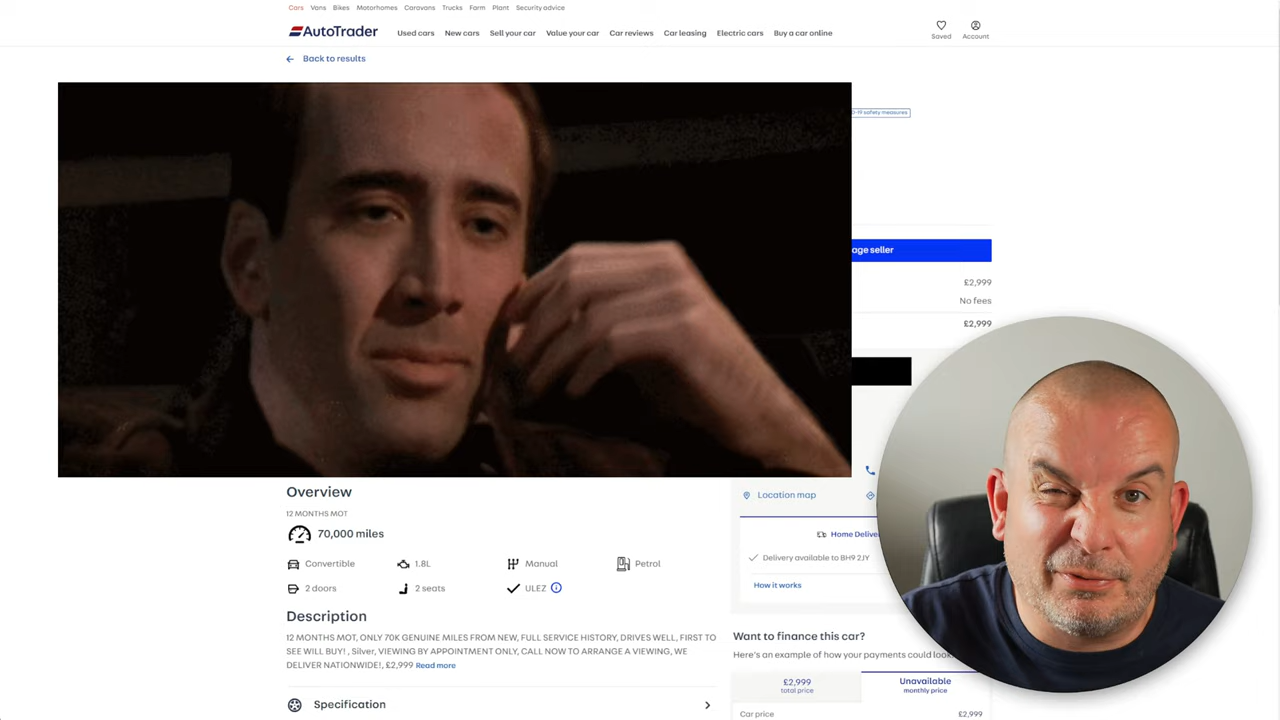 Cars Vans Bikes Motorhomes Caravans Trucks Farm Plant Security advice
AutoTrader Used cars New cars Sell your car Value your car Car reviews Car leasing Electric cars Buy a car online Saved Account
Back to results
-19 safety measures
age seller
£2,999
No fees
£2,999
Overview
12 MONTHS MOT
70,000 miles
Convertible 1.8L Manual Petrol
2 doors 2 seats ULEZ
Description
12 MONTHS MOT, ONLY 70K GENUINE MILES FROM NEW, FULL SERVICE HISTORY, DRIVES WELL, FIRST TO
SEE WILL BUY! , Silver, VIEWING BY APPOINTMENT ONLY, CALL NOW TO ARRANGE A VIEWING, WE
DELIVER NATIONWIDE!, £2,999 Read more
Specification
Location map
Home Deliver
Delivery available to BH9 2JY
How it works
Want to finance this car?
Here's an example of how your payments could look
£2,999
total price
Unavailable
monthly price
Car price £2,999